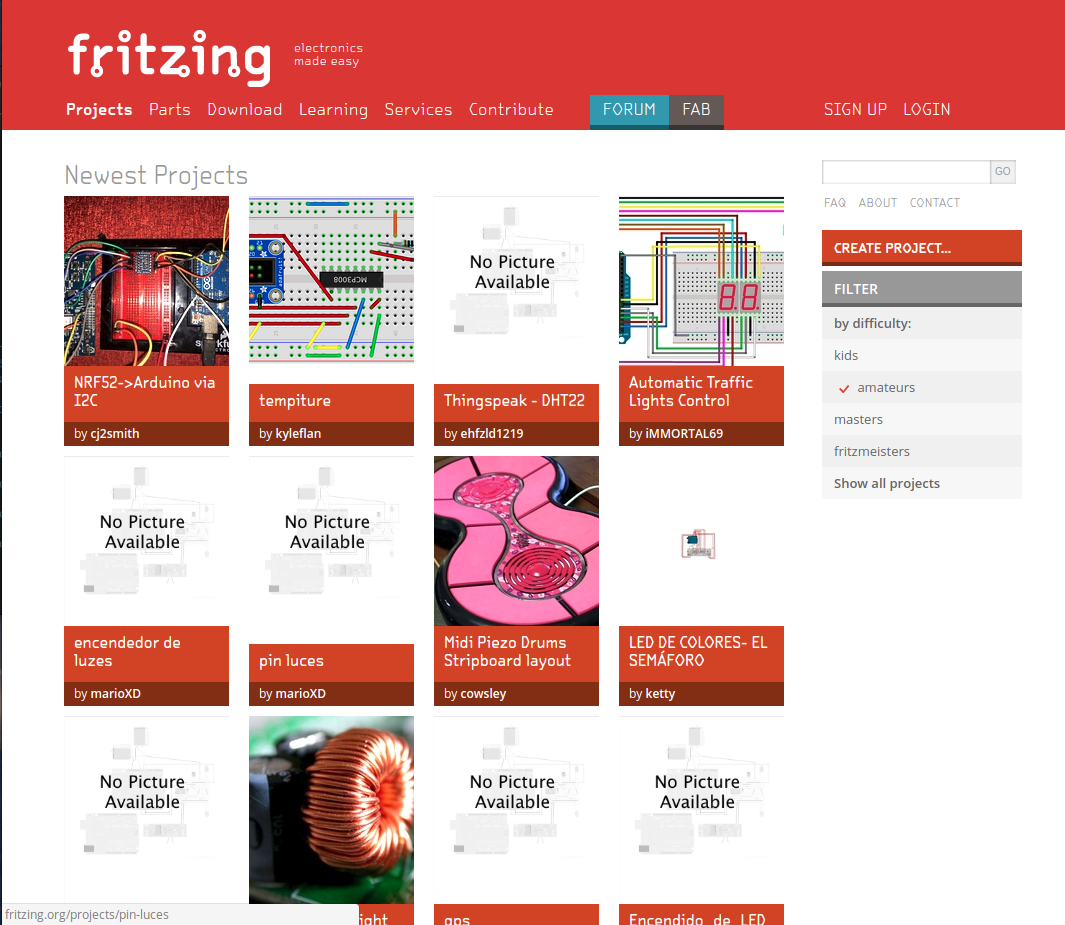 fritzing
electronics
made easy
Projects Parts Download Learning Services Contribute FORUM FAB SIGN UP LOGIN
Newest Projects
GO
FAQ ABOUT CONTACT
CREATE PROJECT...
FILTER
by difficulty:
kids
amateurs
masters
fritzmeisters
Show all projects
NRF52->Arduino via
I2C
by cj2smith
MCP3008
tempiture
by kyleflan
No Picture
Available
Thingspeak - DHT22
by ehfzld1219
Automatic Traffic
Lights Control
by iMMORTAL69
No Picture
Available
encendedor de
luzes
by marioXD
No Picture
Available
pin luces
by marioXD
Midi Piezo Drums
Stripboard layout
by cowsley
LED DE COLORES- EL
SEMÁFORO
by ketty
No Picture
Available
No Picture
Available
gps
No Picture
Available
Encendido de LED
fritzing.org/projects/pin-luces